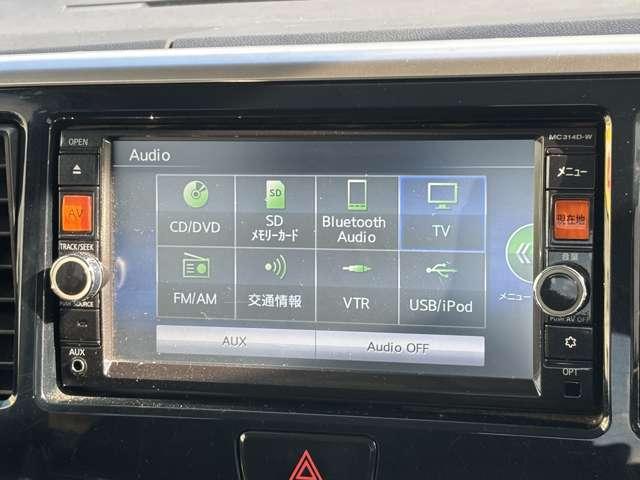 OPEN
MC314D-W
Audio
メニュー
AV
現在地
CD/DVD
SD
SD
メモリーカード
Bluetooth
Audio
TV
TRACK/SEEK
音量
FM/AM
交通情報
VTR
USB/iPod
メニュー
PUSH SOURCE
PUSH AV OFF
AUX
Audio OFF
AUX
OPT